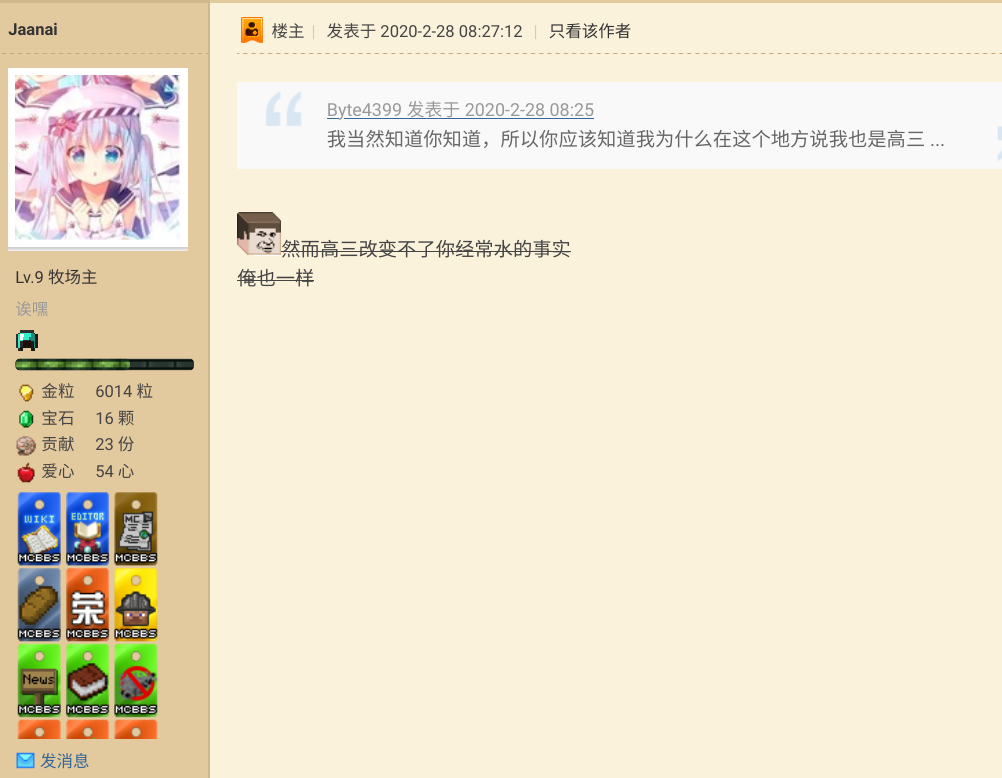 Jaanai
楼主 | 发表于 2020-2-28 08:27:12 | 只看该作者
Byte4399 发表于 2020-2-28 08:25
我当然知道你知道，所以你应该知道我为什么在这个地方说我也是高三 ...
然而高三改变不了你经常水的事实
俺也一样
Lv.9 牧场主
诶嘿
金粒 6014 粒
宝石 16 颗
贡献 23 份
爱心 54 心
WIKI MCBBS
EDITOR MCBBS
MC MCBBS
MCBBS
荣 MCBBS
MCBBS
News MCBBS
MCBBS
MCBBS
发消息